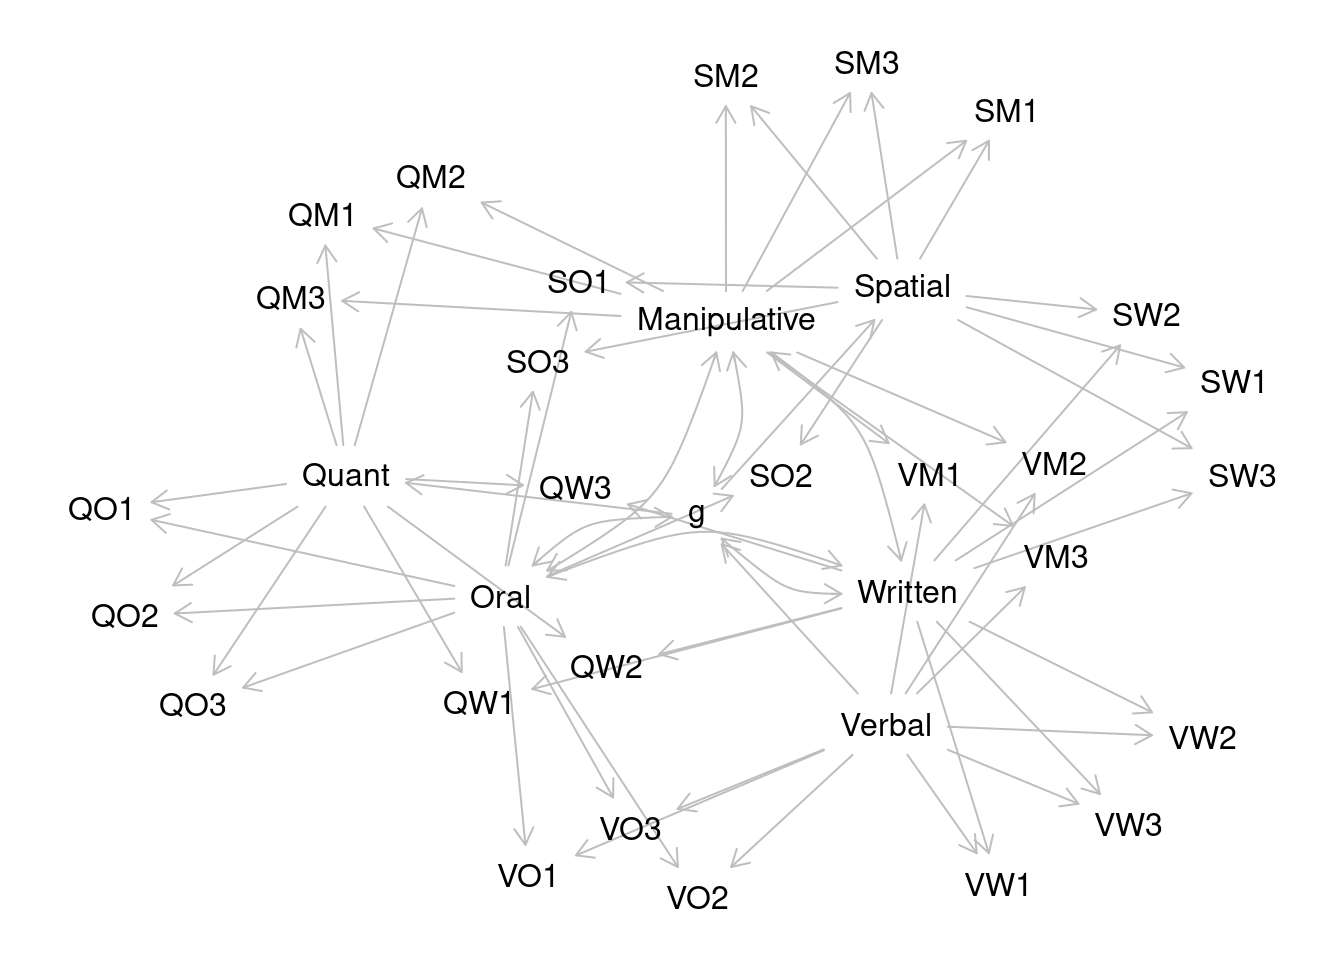 SM3
SM2
SM1
QM2
QM1
SO1
Spatial
QM3
Manipulative
SW2
SO3
SW1
VM2
Quant
SO2
VM1
SW3
QW3
QO1
g
VM3
Written
Oral
QO2
QW2
QW1
QO3
Verbal
VW2
VO3
VW3
VO1
VW1
VO2